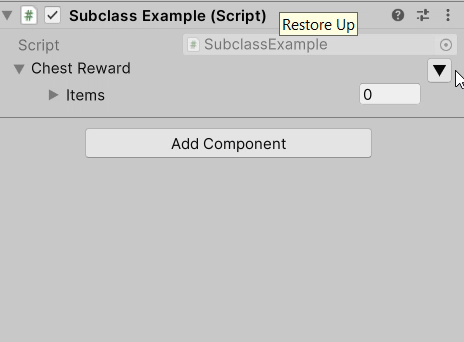 Subclass Example (Script)
Restore Up
Script
SubclassExample
Chest Reward
Items
0
Add Component